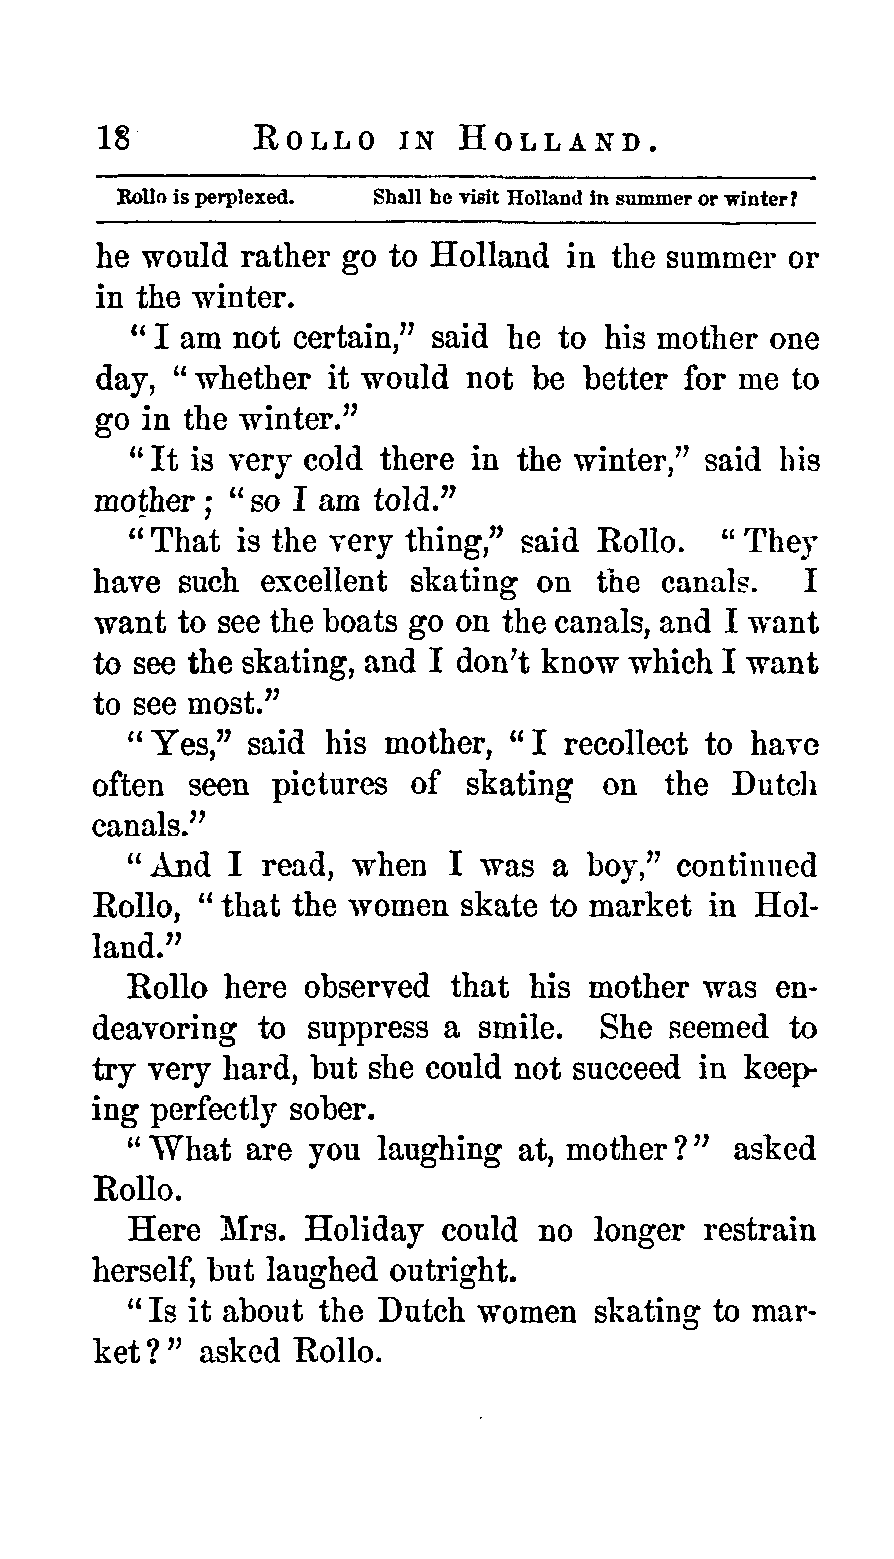 18 ROLLO IN HOLLAND.
Rollo is perplexed. Shall he visit Holland in summer or winter?
he would rather go to Holland in the summer or
in the winter.
“I am not certain,” said he to his mother one
day, “whether it would not be better for me to
go in the winter.”
“It is very cold there in the winter,” said his
mother; “so I am told.”
“That is the very thing,” said Rollo. “They
have such excellent skating on the canals. I
want to see the boats go on the canals, and I want
to see the skating, and I don't know which I want
to see most.”
“Yes,” said his mother, “I recollect to have
often seen pictures of skating on the Dutch
canals.”
“And I read, when I was a boy,” continued
Rollo, “that the women skate to market in Hol-
land.”
Rollo here observed that his mother was en-
deavoring to suppress a smile. She seemed to
try very hard, but she could not succeed in keep-
ing perfectly sober.
“What are you laughing at, mother?” asked
Rollo.
Here Mrs. Holiday could no longer restrain
herself, but laughed outright.
“Is it about the Dutch women skating to mar-
ket?” asked Rollo.